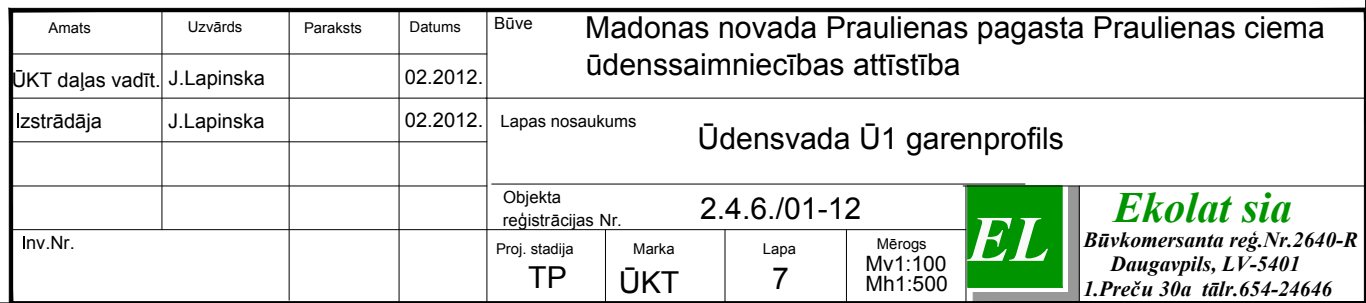 Amats Uzvārds Paraksts Datums
ŪKT daļas vadīt. J.Lapinska 02.2012.
Izstrādāja J.Lapinska 02.2012.
Inv.Nr.
Būve Madonas novada Praulienas pagasta Praulienas ciema
ūdenssaimniecības attīstība
Lapas nosaukums Ūdensvada Ū1 garenprofils
Objekta
reģistrācijas Nr. 2.4.6./01-12
Proj. stadija Marka Lapa Mērogs
TP ŪKT 7 Mv1:100
Mh1:500
EL
Ekolat sia
Būvkomersanta reģ.Nr.2640-R
Daugavpils, LV-5401
1.Preču 30a tālr.654-24646